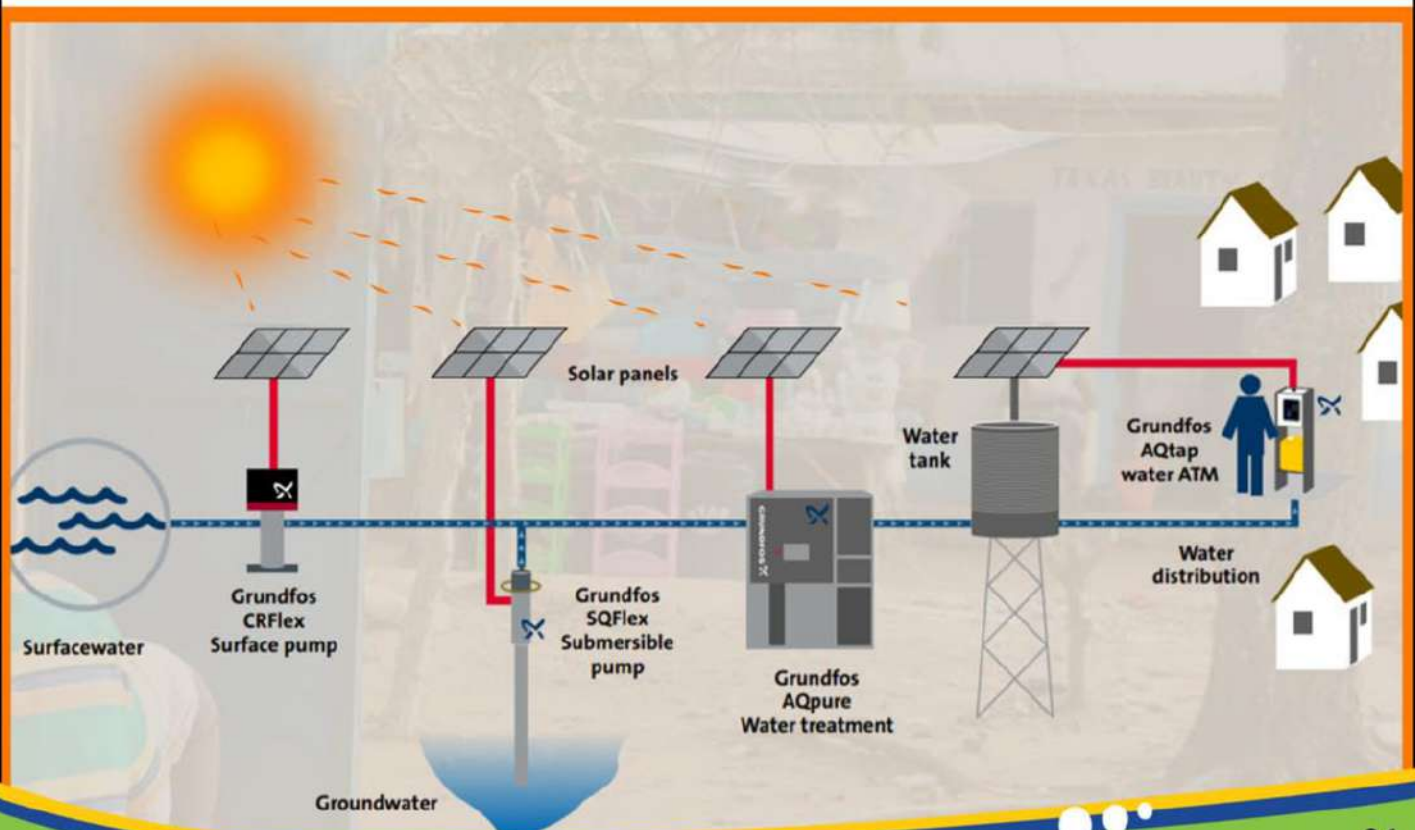 Solar panels
Water
tank
Grundfos
AQtap
water ATM
Water
distribution
Surfacewater
Grundfos
CRFlex
Surface pump
Grundfos
SQFlex
Submersible
pump
GRUNDFOS
Grundfos
AQpure
Water treatment
Groundwater